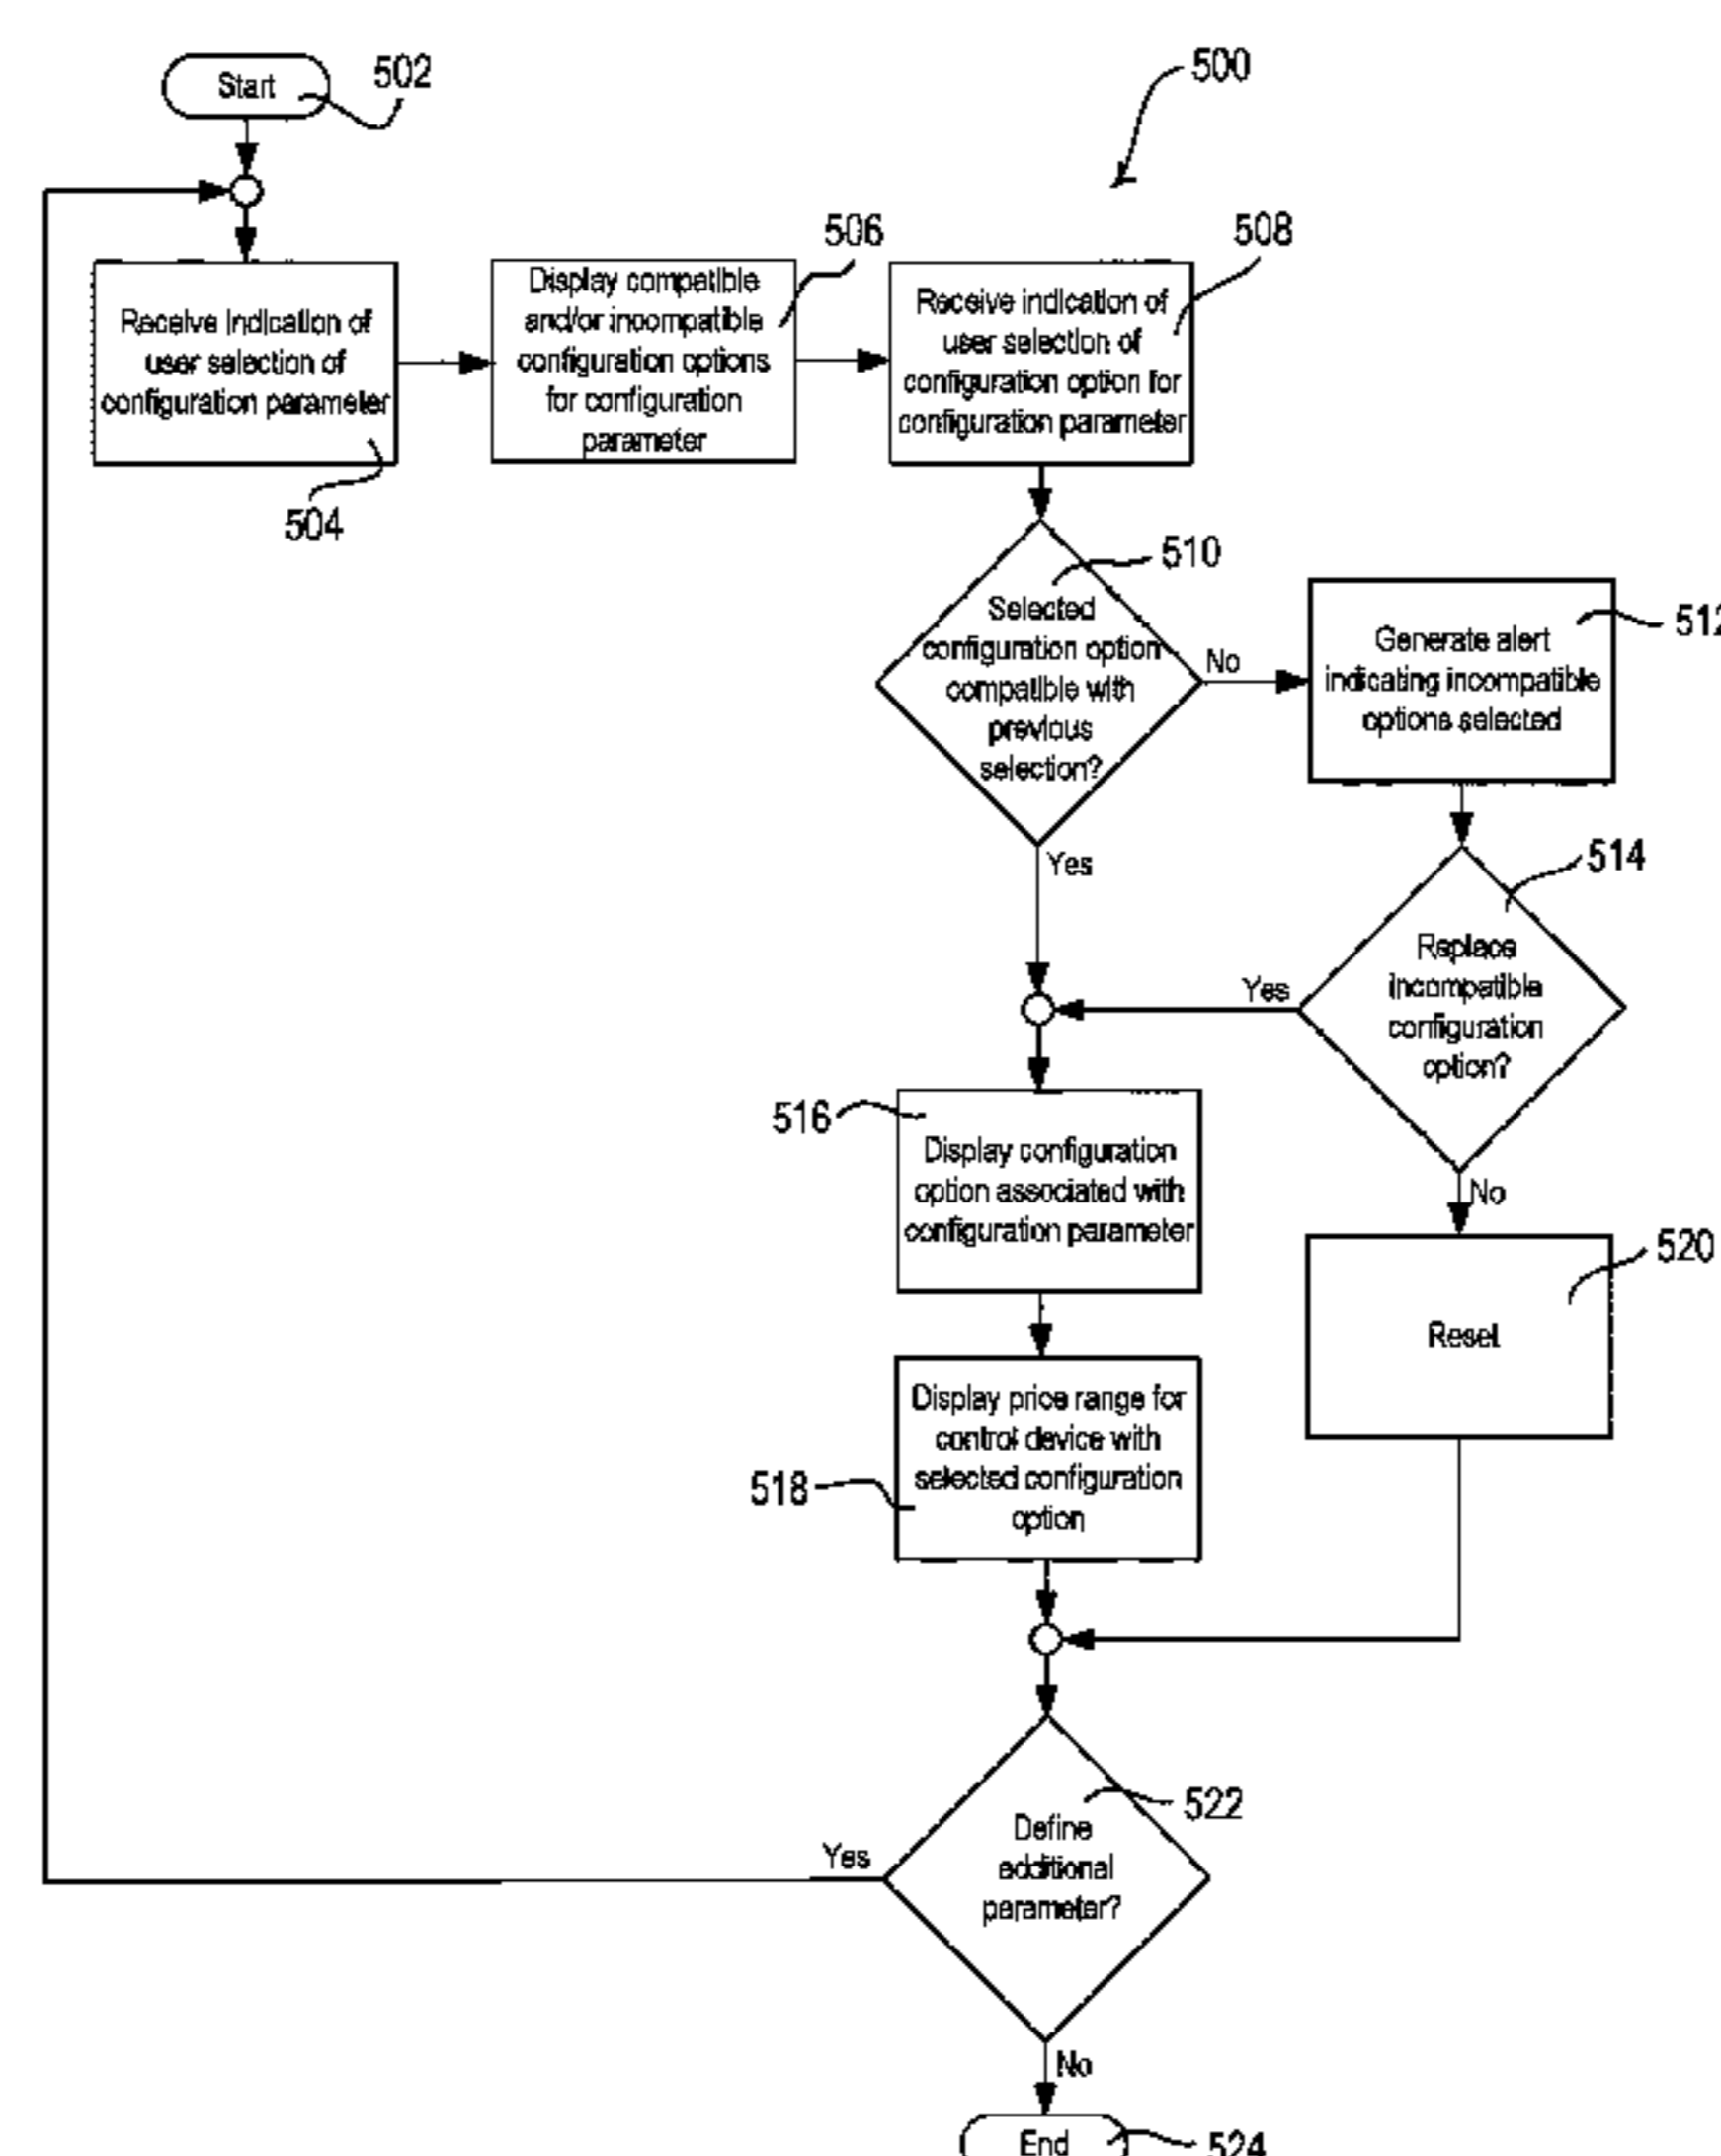 Start
502
500
506
508
Receive indication of
user selection of
configuration parameter
504
Display compatible
and/or incompatible
configuration options
for configuration
parameter
Receive indication of
user selection of
configuration option for
configuration parameter
510
Selected
configuration option
compatible with
previous
selection?
No
Yes
Generate alert
indicating incompatible
options selected
512
514
Replace
incompatible
configuration
option?
Yes
No
516
Display configuration
option associated with
configuration parameter
520
Reset
518
Display price range for
control device with
selected configuration
option
522
Define
additional
parameter?
Yes
No
End
524